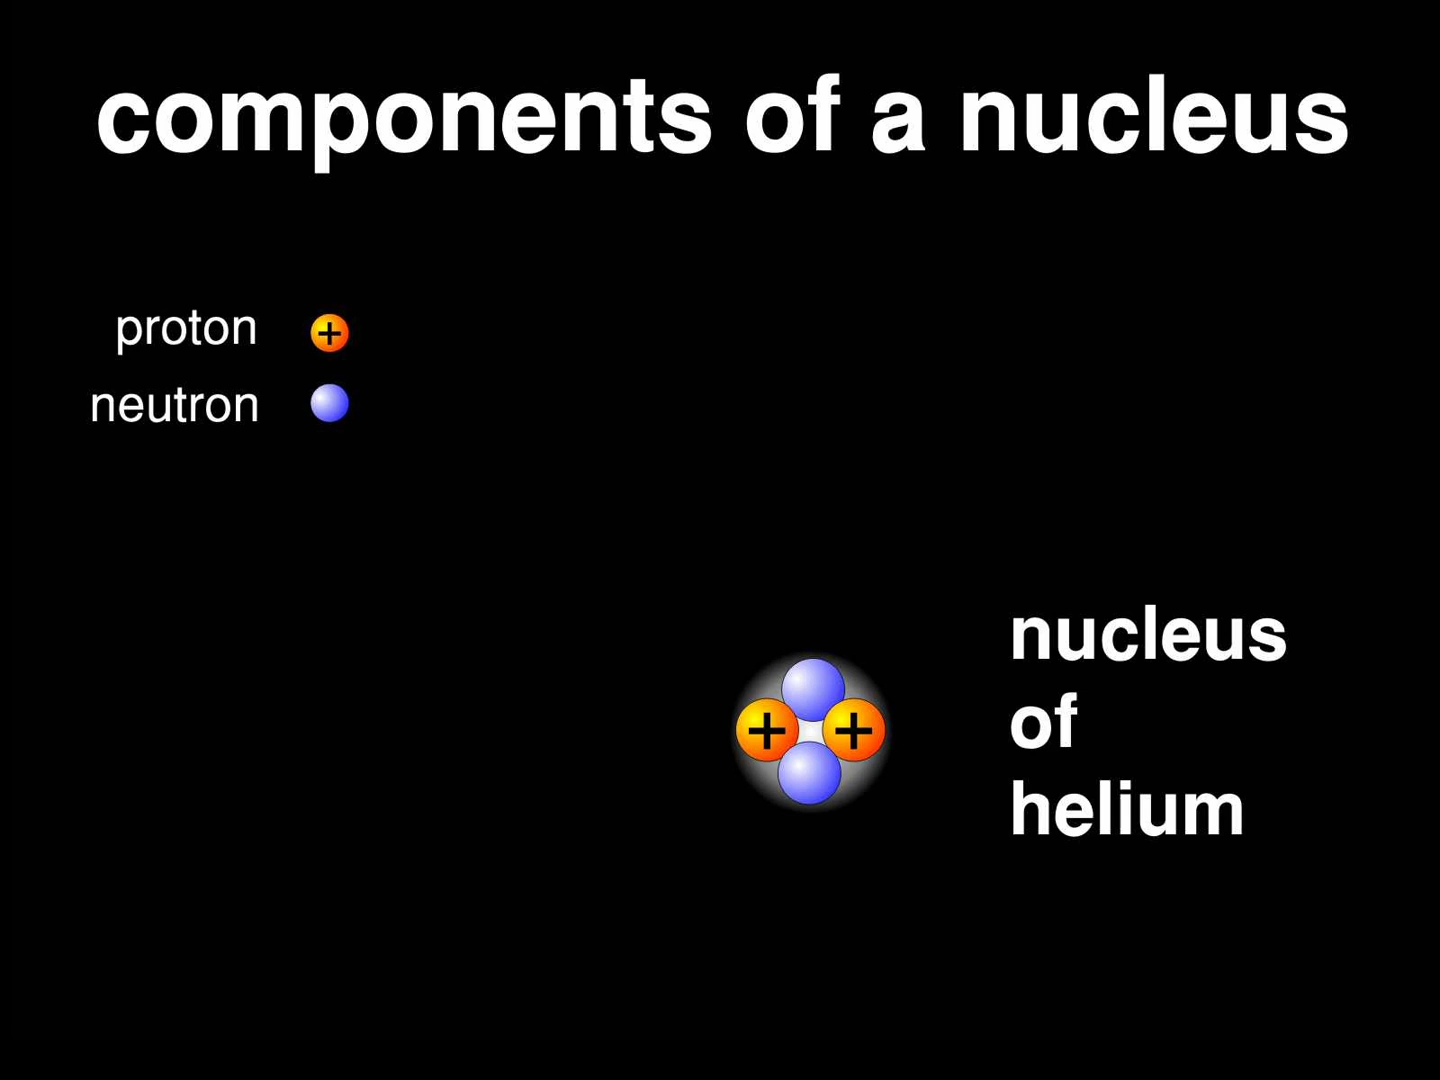 components of a nucleus
proton +
neutron
+ +
nucleus
of
helium